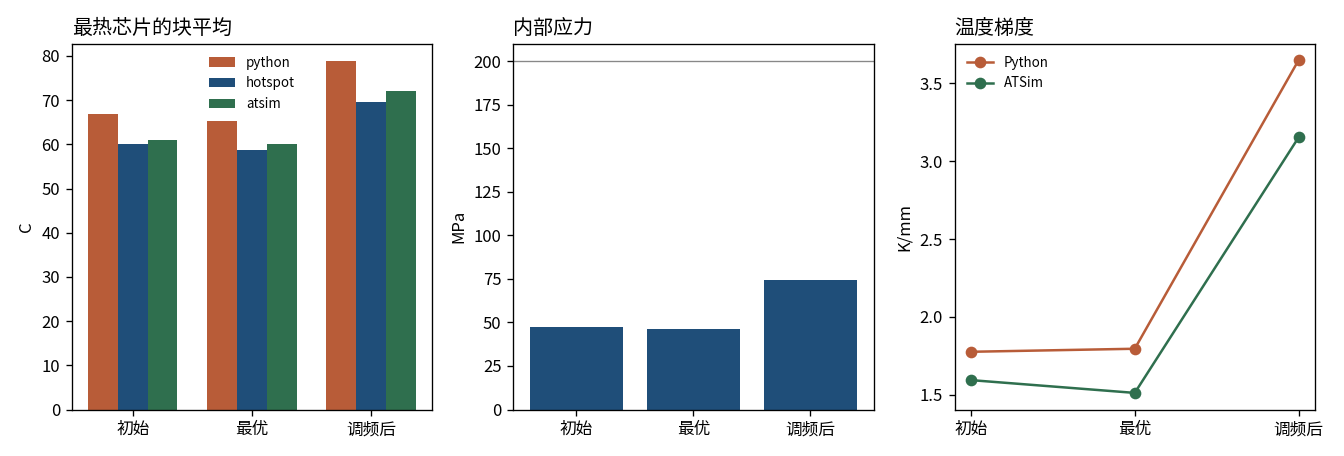 最热芯片的块平均
80
70
60
50
40
30
20
10
0
C
python
hotspot
atsim
初始
最优
调频后
内部应力
200
175
150
125
100
75
50
25
0
MPa
初始
最优
调频后
温度梯度
3.5
3.0
2.5
2.0
1.5
K/mm
Python
ATSim
初始
最优
调频后